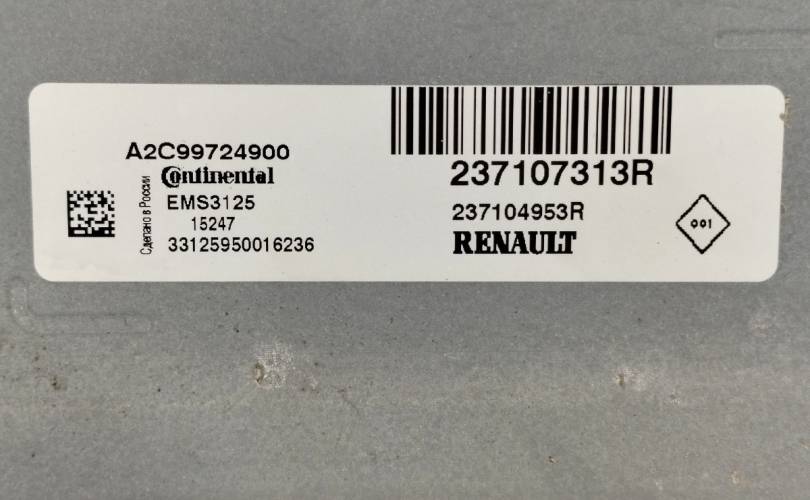 A2C99724900
Continental
EMS3125
15247
33125950016236
Сделано в России
237107313R
237104953R
RENAULT
001